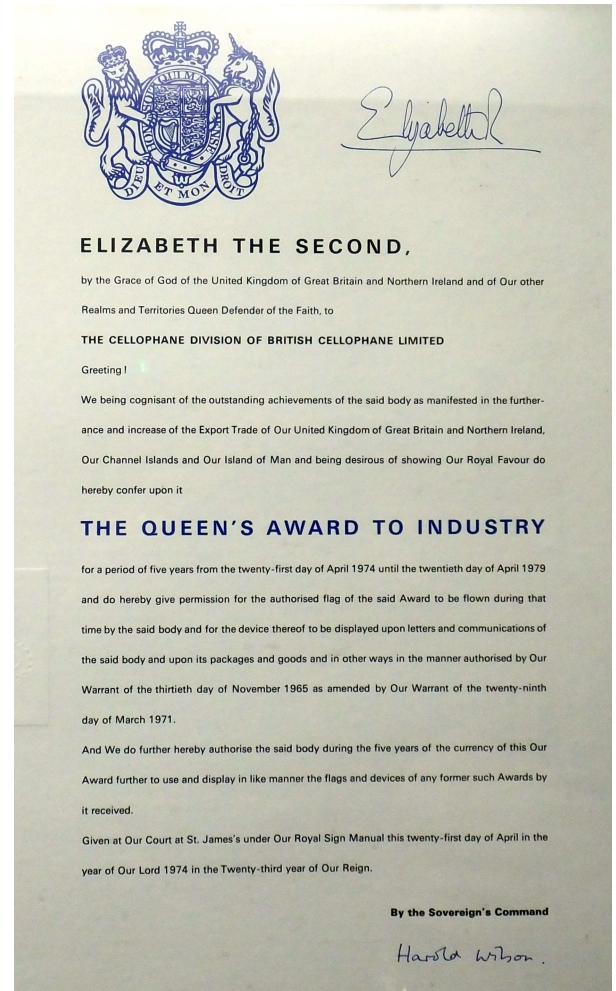 QUI MA
DIEU ET MON DROIT
Elizabeth R
ELIZABETH THE SECOND,
by the Grace of God of the United Kingdom of Great Britain and Northern Ireland and of Our other
Realms and Territories Queen Defender of the Faith, to
THE CELLOPHANE DIVISION OF BRITISH CELLOPHANE LIMITED
Greeting !
We being cognisant of the outstanding achievements of the said body as manifested in the further-
ance and increase of the Export Trade of Our United Kingdom of Great Britain and Northern Ireland,
Our Channel Islands and Our Island of Man and being desirous of showing Our Royal Favour do
hereby confer upon it
THE QUEEN'S AWARD TO INDUSTRY
for a period of five years from the twenty-first day of April 1974 until the twentieth day of April 1979
and do hereby give permission for the authorised flag of the said Award to be flown during that
time by the said body and for the device thereof to be displayed upon letters and communications of
the said body and upon its packages and goods and in other ways in the manner authorised by Our
Warrant of the thirtieth day of November 1965 as amended by Our Warrant of the twenty-ninth
day of March 1971.
And We do further hereby authorise the said body during the five years of the currency of this Our
Award further to use and display in like manner the flags and devices of any former such Awards by
it received.
Given at Our Court at St. James's under Our Royal Sign Manual this twenty-first day of April in the
year of Our Lord 1974 in the Twenty-third year of Our Reign.
By the Sovereign's Command
Harold Wilson.